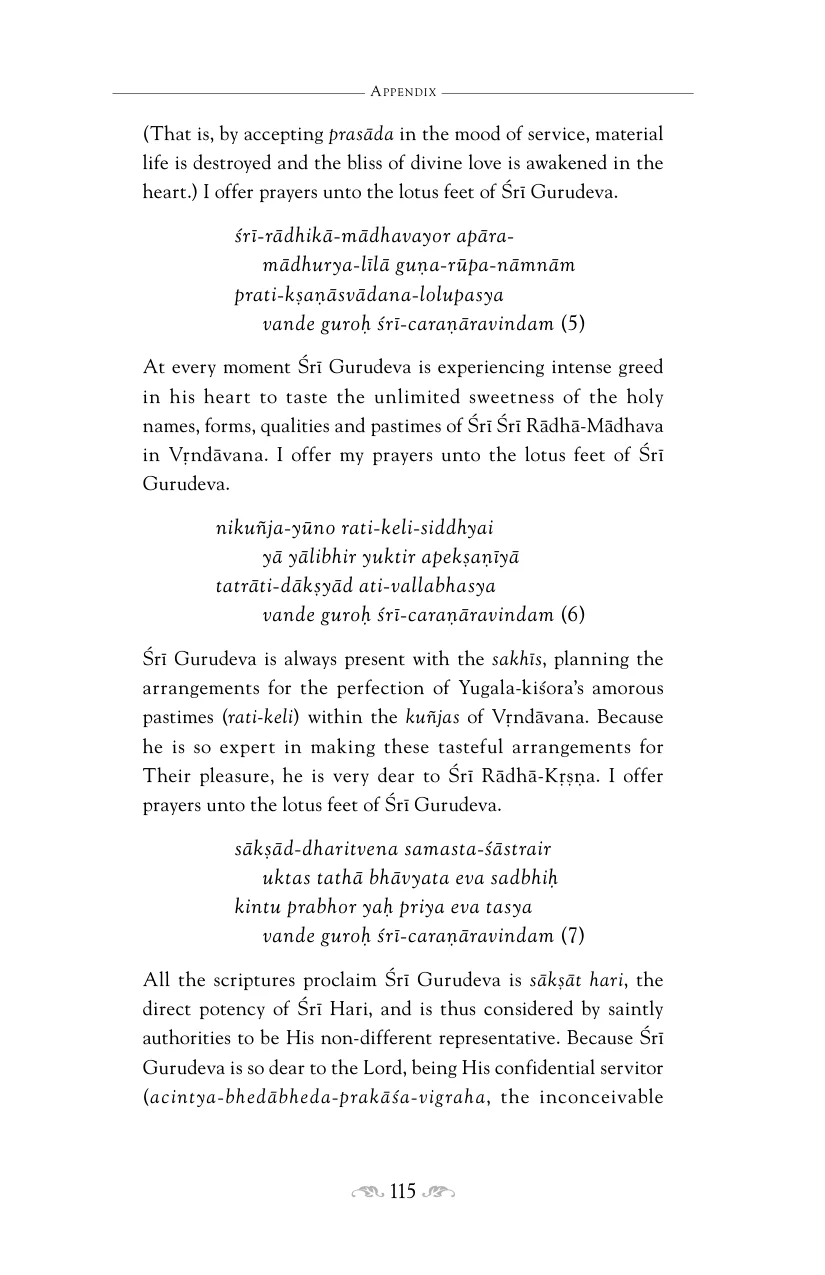 Appendix
(That is, by accepting prasāda in the mood of service, material
life is destroyed and the bliss of divine love is awakened in the
heart.) I offer prayers unto the lotus feet of Śrī Gurudeva.
śrī-rādhikā-mādhavayor apāra-
mādhurya-līlā guṇa-rūpa-nāmnām
prati-kṣaṇāsvādana-lolupasya
vande guroḥ śrī-caraṇāravindam (5)
At every moment Śrī Gurudeva is experiencing intense greed
in his heart to taste the unlimited sweetness of the holy
names, forms, qualities and pastimes of Śrī Śrī Rādhā-Mādhava
in Vṛndāvana. I offer my prayers unto the lotus feet of Śrī
Gurudeva.
nikuñja-yūno rati-keli-siddhyai
yā yālibhir yuktir apekṣaṇīyā
tatrāti-dākṣyād ati-vallabhasya
vande guroḥ śrī-caraṇāravindam (6)
Śrī Gurudeva is always present with the sakhīs, planning the
arrangements for the perfection of Yugala-kiśora’s amorous
pastimes (rati-keli) within the kuñjas of Vṛndāvana. Because
he is so expert in making these tasteful arrangements for
Their pleasure, he is very dear to Śrī Rādhā-Kṛṣṇa. I offer
prayers unto the lotus feet of Śrī Gurudeva.
sākṣād-dharitvena samasta-śāstrair
uktas tathā bhāvyata eva sadbhiḥ
kintu prabhor yaḥ priya eva tasya
vande guroḥ śrī-caraṇāravindam (7)
All the scriptures proclaim Śrī Gurudeva is sākṣāt hari, the
direct potency of Śrī Hari, and is thus considered by saintly
authorities to be His non-different representative. Because Śrī
Gurudeva is so dear to the Lord, being His confidential servitor
(acintya-bhedābheda-prakāśa-vigraha, the inconceivable
115